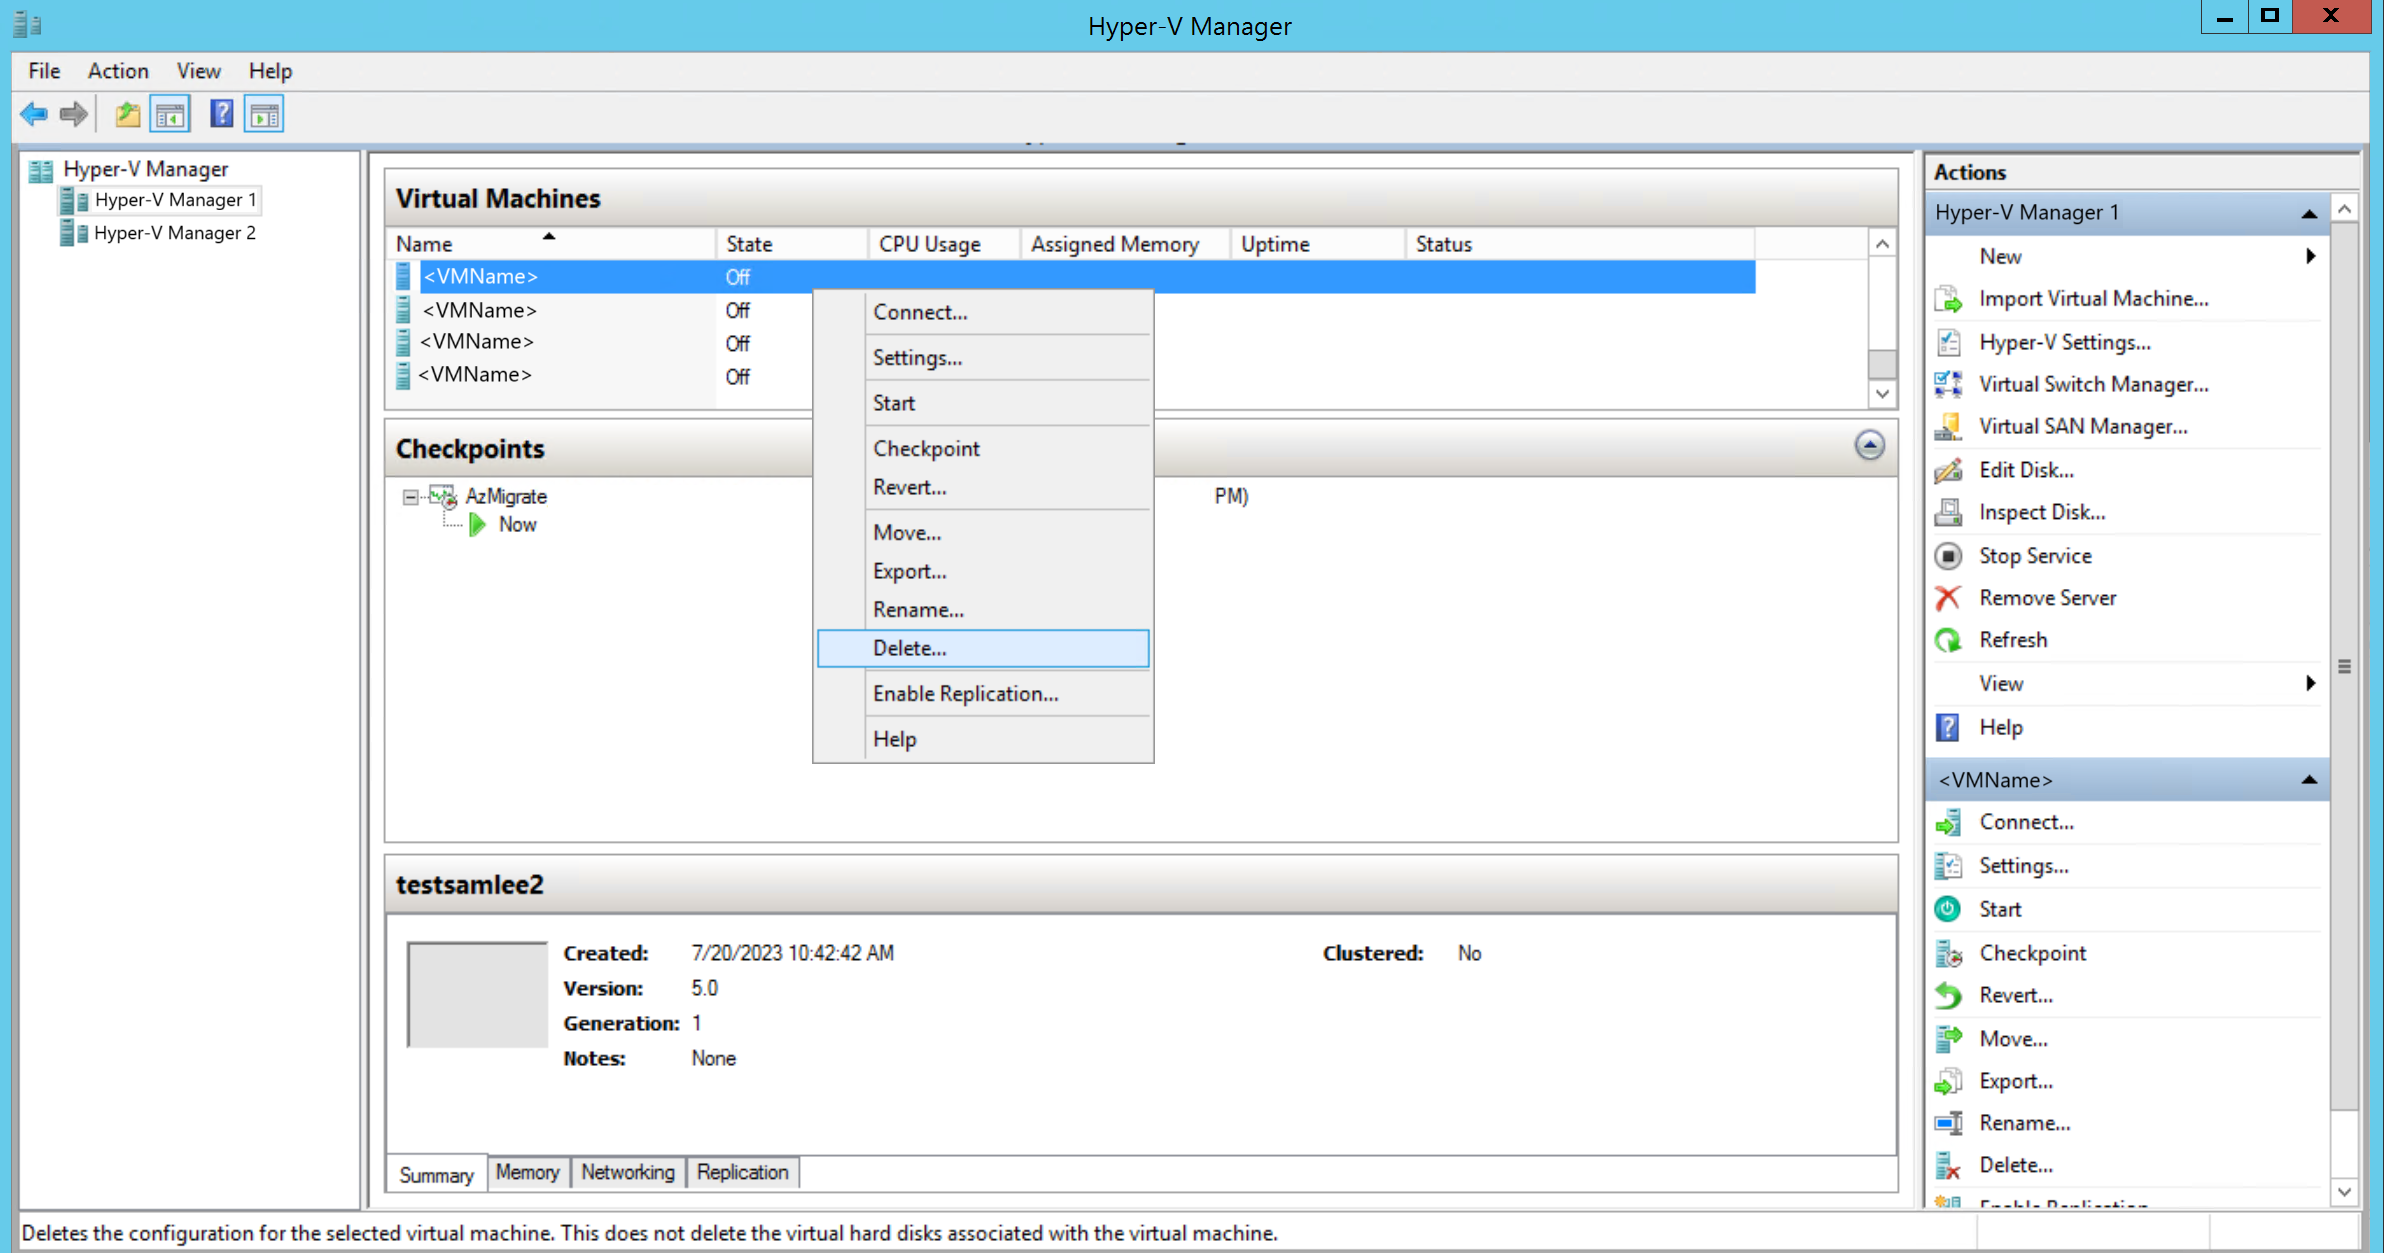 Hyper-V Manager
File Action View Help
Hyper-V Manager
Hyper-V Manager 1
Hyper-V Manager 2
Virtual Machines
Name State CPU Usage Assigned Memory Uptime Status
<VMName> Off
<VMName> Off
<VMName> Off
<VMName> Off
Connect...
Settings...
Start
Checkpoint
Revert...
Move...
Export...
Rename...
Delete...
Enable Replication...
Help
Checkpoints
AzMigrate PM)
Now
testsamlee2
Created: 7/20/2023 10:42:42 AM Clustered: No
Version: 5.0
Generation: 1
Notes: None
Summary Memory Networking Replication
Actions
Hyper-V Manager 1
New
Import Virtual Machine...
Hyper-V Settings...
Virtual Switch Manager...
Virtual SAN Manager...
Edit Disk...
Inspect Disk...
Stop Service
Remove Server
Refresh
View
Help
<VMName>
Connect...
Settings...
Start
Checkpoint
Revert...
Move...
Export...
Rename...
Delete...
Deletes the configuration for the selected virtual machine. This does not delete the virtual hard disks associated with the virtual machine.